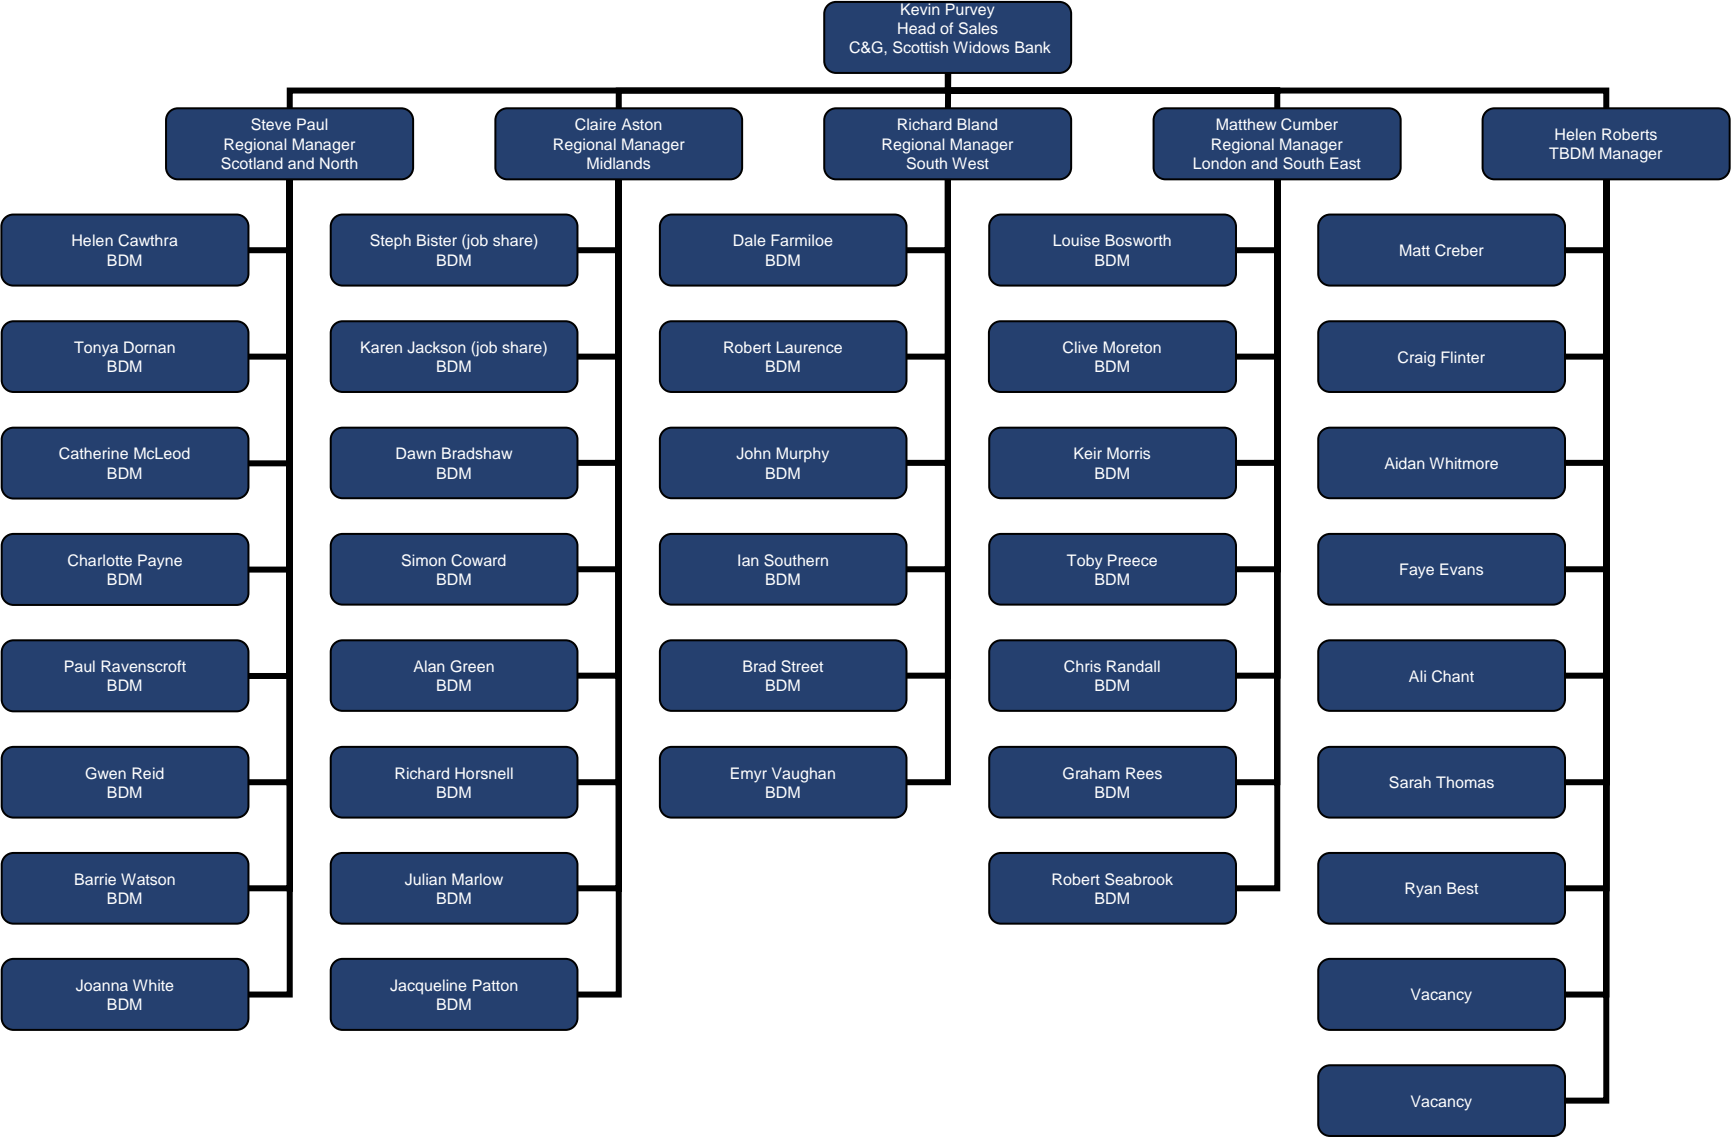 Kevin Purvey
Head of Sales
C&G, Scottish Widows Bank
Steve Paul
Regional Manager
Scotland and North
Claire Aston
Regional Manager
Midlands
Richard Bland
Regional Manager
South West
Matthew Cumber
Regional Manager
London and South East
Helen Roberts
TBDM Manager
Helen Cawthra
BDM
Tonya Dornan
BDM
Catherine McLeod
BDM
Charlotte Payne
BDM
Paul Ravenscroft
BDM
Gwen Reid
BDM
Barrie Watson
BDM
Joanna White
BDM
Steph Bister (job share)
BDM
Karen Jackson (job share)
BDM
Dawn Bradshaw
BDM
Simon Coward
BDM
Alan Green
BDM
Richard Horsnell
BDM
Julian Marlow
BDM
Jacqueline Patton
BDM
Dale Farmiloe
BDM
Robert Laurence
BDM
John Murphy
BDM
Ian Southern
BDM
Brad Street
BDM
Emyr Vaughan
BDM
Louise Bosworth
BDM
Clive Moreton
BDM
Keir Morris
BDM
Toby Preece
BDM
Chris Randall
BDM
Graham Rees
BDM
Robert Seabrook
BDM
Matt Creber
Craig Flinter
Aidan Whitmore
Faye Evans
Ali Chant
Sarah Thomas
Ryan Best
Vacancy
Vacancy